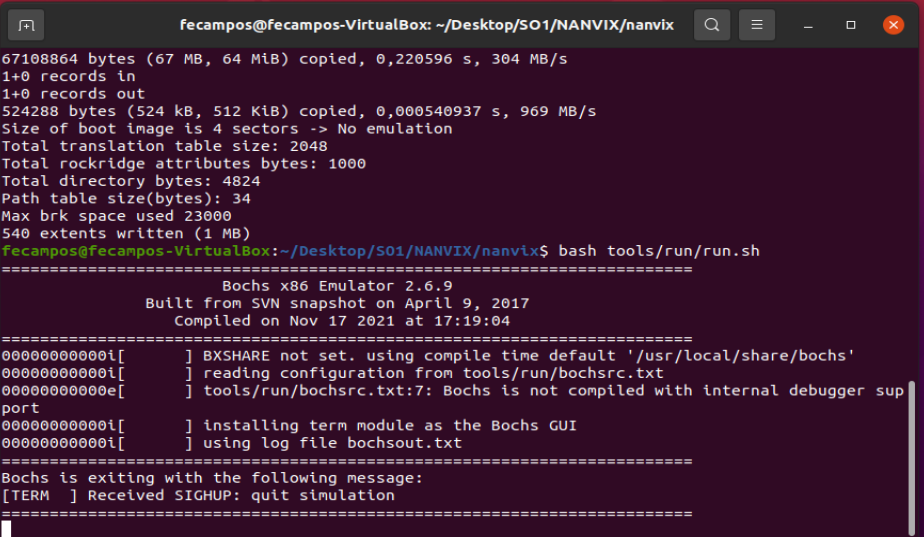 fecampos@fecampos-VirtualBox: ~/Desktop/SO1/NANVIX/nanvix
67108864 bytes (67 MB, 64 MiB) copied, 0,220596 s, 304 MB/s
1+0 records in
1+0 records out
524288 bytes (524 kB, 512 KiB) copied, 0,000540937 s, 969 MB/s
Size of boot image is 4 sectors -> No emulation
Total translation table size: 2048
Total rockridge attributes bytes: 1000
Total directory bytes: 4824
Path table size(bytes): 34
Max brk space used 23000
540 extents written (1 MB)
fecampos@fecampos-VirtualBox:~/Desktop/SO1/NANVIX/nanvix$ bash tools/run/run.sh
========================================================================
Bochs x86 Emulator 2.6.9
Built from SVN snapshot on April 9, 2017
Compiled on Nov 17 2021 at 17:19:04
========================================================================
00000000000i[      ] BXSHARE not set. using compile time default '/usr/local/share/bochs'
00000000000i[      ] reading configuration from tools/run/bochsrc.txt
00000000000e[      ] tools/run/bochsrc.txt:7: Bochs is not compiled with internal debugger sup
port
00000000000i[      ] installing term module as the Bochs GUI
00000000000i[      ] using log file bochsout.txt
========================================================================
Bochs is exiting with the following message:
[TERM  ] Received SIGHUP: quit simulation
========================================================================